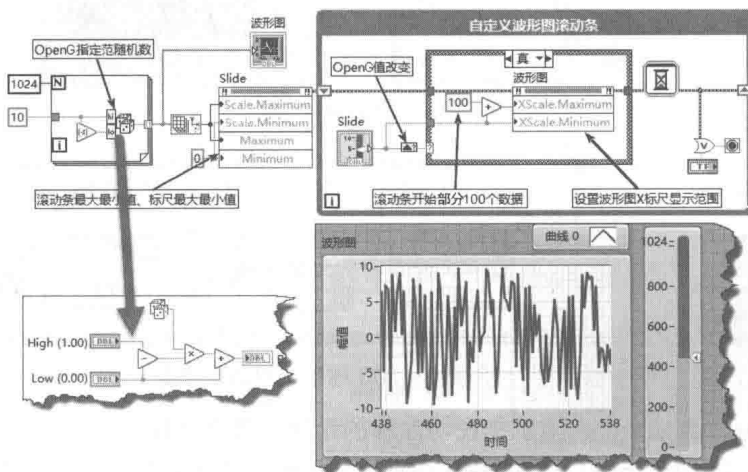 波形图
自定义波形图滚动条
OpenG指定范随机数
1024
N
10
i
Slide
Scale.Maximum
Scale.Minimum
Maximum
Minimum
0
滚动条最大最小值、标尺最大最小值
OpenG值改变
真
波形图
100
XScale.Maximum
XScale.Minimum
Slide
i
滚动条开始部分100个数据
设置波形图X标尺显示范围
High (1.00)
DBL
Low (0.00)
DBL
DBL
波形图
曲线 0
幅值
10
5
0
-5
-10
438
460
480
500
520
538
时间
1024
800
600
400
200
0